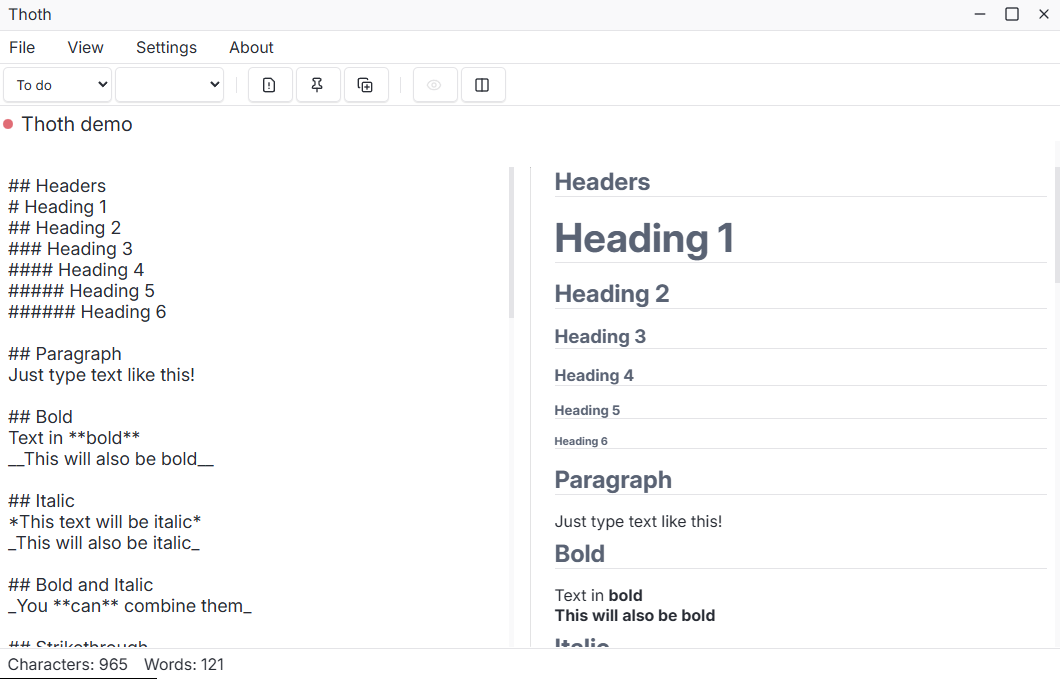 Thoth
File View Settings About
To do
Thoth demo
## Headers
# Heading 1
## Heading 2
### Heading 3
#### Heading 4
##### Heading 5
###### Heading 6
## Paragraph
Just type text like this!
## Bold
Text in **bold**
__This will also be bold__
## Italic
*This text will be italic*
_This will also be italic_
## Bold and Italic
_You **can** combine them_
## Strikethrough
Headers
Heading 1
Heading 2
Heading 3
Heading 4
Heading 5
Heading 6
Paragraph
Just type text like this!
Bold
Text in bold
This will also be bold
Italic
Characters: 965 Words: 121